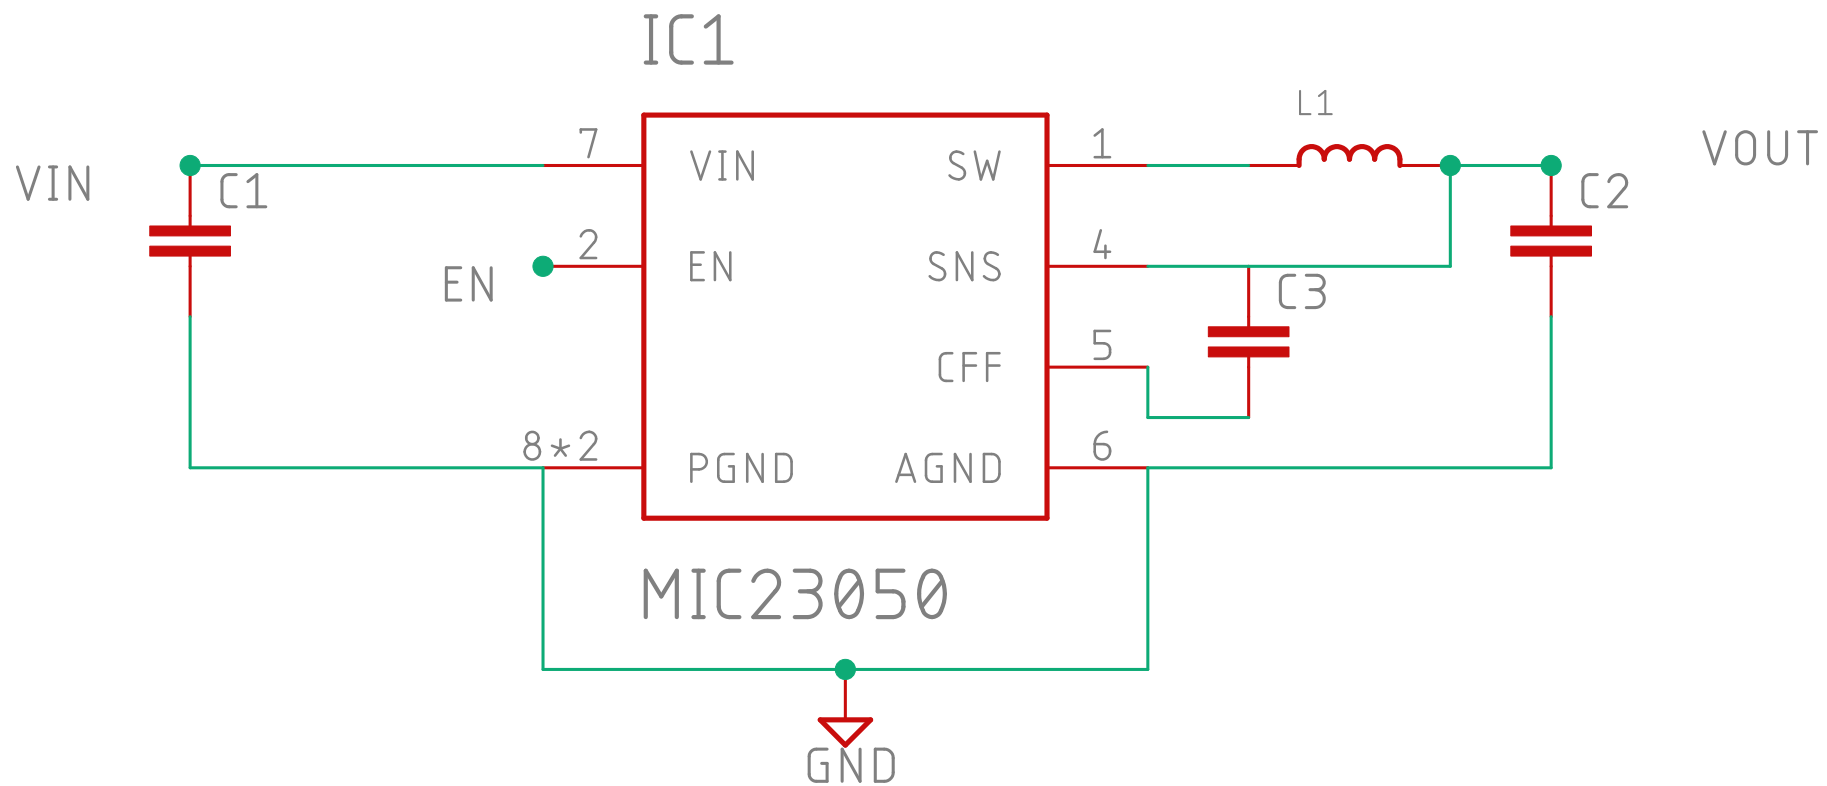 IC1
L1
VOUT
7
VIN
SW
1
VIN
C1
C2
2
EN
SNS
4
EN
C3
5
CFF
8*2
PGND
AGND
6
MIC23050
GND